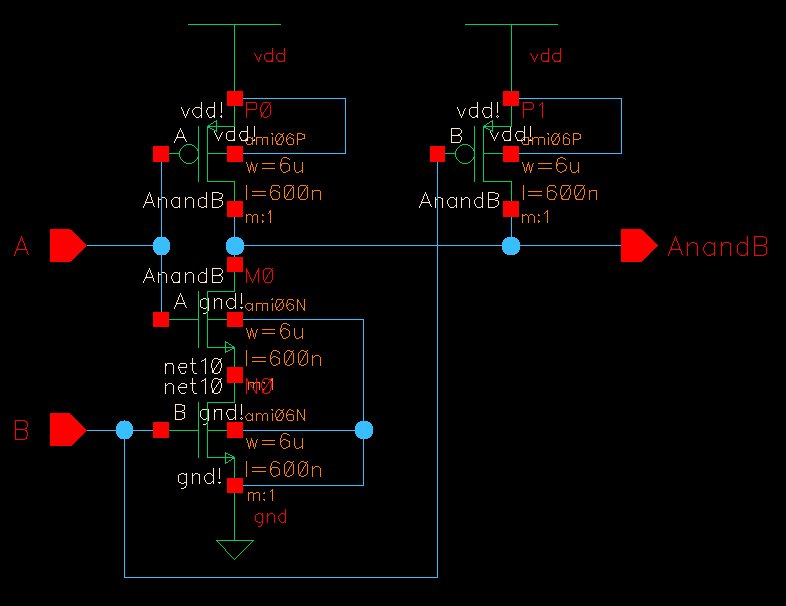 vdd
vdd
vdd!
P0
A
vdd!
ami06P
w=6u
l=600n
AnandB
m:1
vdd!
P1
B
vdd!
ami06P
w=6u
l=600n
AnandB
m:1
A
AnandB
AnandB
M0
A
gnd!
ami06N
w=6u
l=600n
net10
m:1
net10
N0
B
B
gnd!
ami06N
w=6u
l=600n
gnd!
m:1
gnd